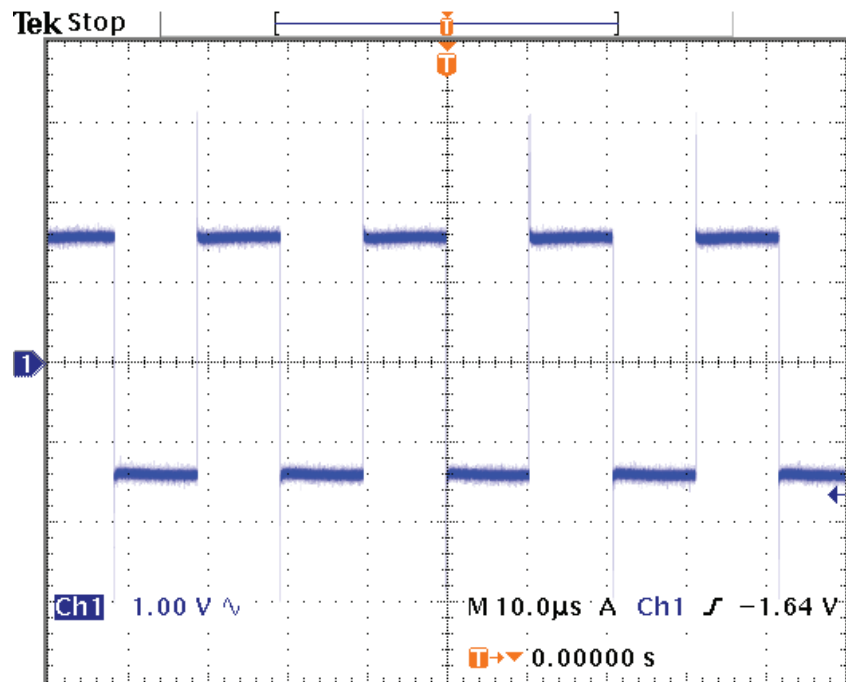 Tek Stop
T
T
1
Ch1 1.00 V ∿ M 10.0µs A Ch1 ƒ −1.64 V
T→▼ 0.00000 s